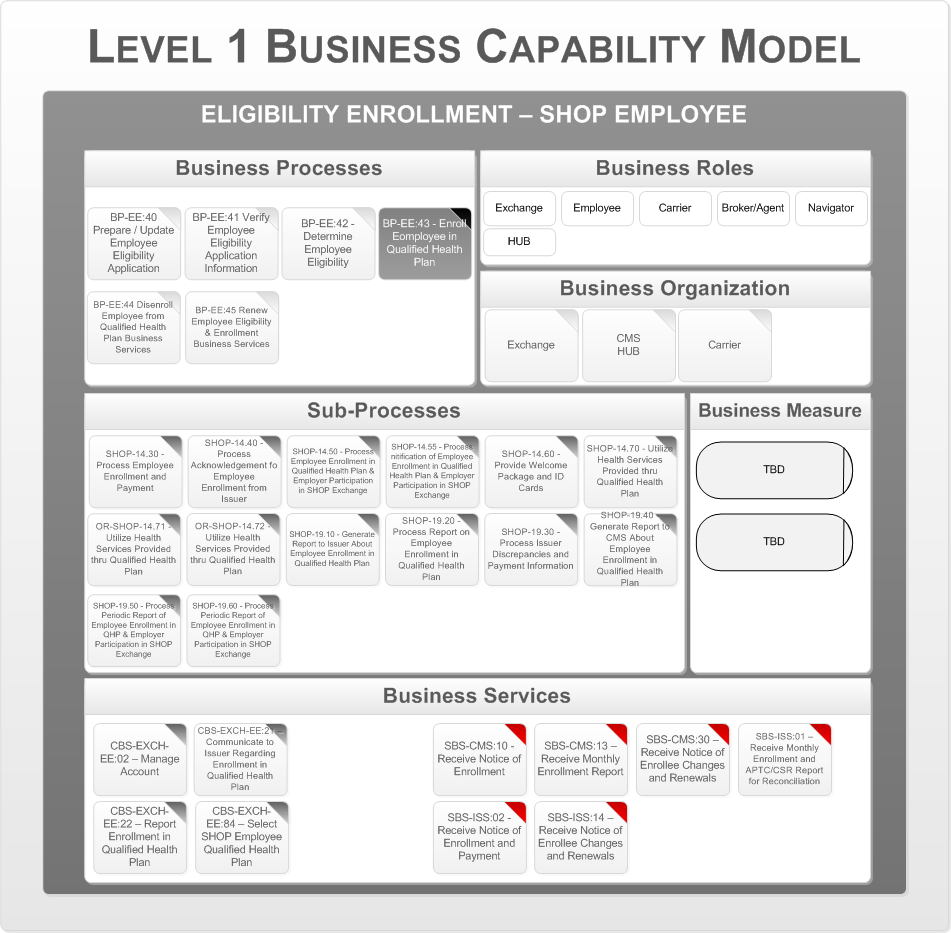 LEVEL 1 BUSINESS CAPABILITY MODEL
ELIGIBILITY ENROLLMENT – SHOP EMPLOYEE
Business Processes
BP-EE:40
Prepare / Update
Employee
Eligibility
Application
BP-EE:41 Verify
Employee
Eligibility
Application
Information
BP-EE:42 -
Determine
Employee
Eligibility
BP-EE:43 - Enroll
Eomployee in
Qualified Health
Plan
BP-EE:44 Disenroll
Employee from
Qualified Health
Plan Business
Services
BP-EE:45 Renew
Employee Eligibility
& Enrollment
Business Services
Business Roles
Exchange
Employee
Carrier
Broker/Agent
Navigator
HUB
Business Organization
Exchange
CMS
HUB
Carrier
Sub-Processes
SHOP-14.30 -
Process Employee
Enrollment and
Payment
SHOP-14.40 -
Process
Acknowledgement fo
Employee
Enrollment from
Issuer
SHOP-14.50 - Process
Employee Enrollment in
Qualified Health Plan &
Employer Participation
in SHOP Exchange
SHOP-14.55 - Process
nitification of Employee
Enrollment in Qualified
Health Plan & Employer
Participation in SHOP
Exchange
SHOP-14.60 -
Provide Welcome
Package and ID
Cards
SHOP-14.70 - Utilize
Health Services
Provided thru
Qualified Health
Plan
OR-SHOP-14.71 -
Utilize Health
Services Provided
thru Qualified Health
Plan
OR-SHOP-14.72 -
Utilize Health
Services Provided
thru Qualified Health
Plan
SHOP-19.10 - Generate
Report to Issuer About
Employee Enrollment in
Qualified Health Plan
SHOP-19.20 -
Process Report on
Employee
Enrollment in
Qualified Health
Plan
SHOP-19.30 -
Process Issuer
Discrepancies and
Payment Information
SHOP-19.40 -
Generate Report to
CMS About
Employee
Enrollment in
Qualified Health
Plan
SHOP-19.50 - Process
Periodic Report of
Employee Enrollment in
QHP & Employer
Participation in SHOP
Exchange
SHOP-19.60 - Process
Periodic Report of
Employee Enrollment in
QHP & Employer
Participation in SHOP
Exchange
Business Measure
TBD
TBD
Business Services
CBS-EXCH-
EE:02 – Manage
Account
CBS-EXCH-EE:21 –
Communicate to
Issuer Regarding
Enrollment in
Qualified Health
Plan
SBS-CMS:10 -
Receive Notice of
Enrollment
SBS-CMS:13 –
Receive Monthly
Enrollment Report
SBS-CMS:30 –
Receive Notice of
Enrollee Changes
and Renewals
SBS-ISS:01 –
Receive Monthly
Enrollment and
APTC/CSR Report
for Reconciliation
CBS-EXCH-
EE:22 – Report
Enrollment in
Qualified Health
Plan
CBS-EXCH-
EE:84 – Select
SHOP Employee
Qualified Health
Plan
SBS-ISS:02 -
Receive Notice of
Enrollment and
Payment
SBS-ISS:14 –
Receive Notice of
Enrollee Changes
and Renewals